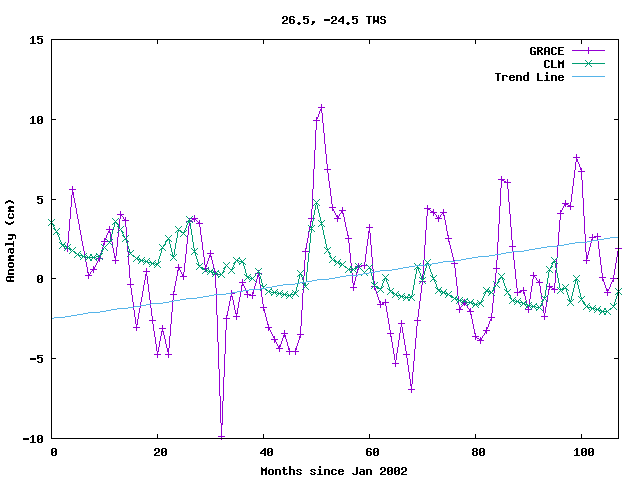 26.5, -24.5 TWS
GRACE
CLM
Trend Line
Anomaly (cm)
15
10
5
0
-5
-10
0 20 40 60 80 100
Months since Jan 2002